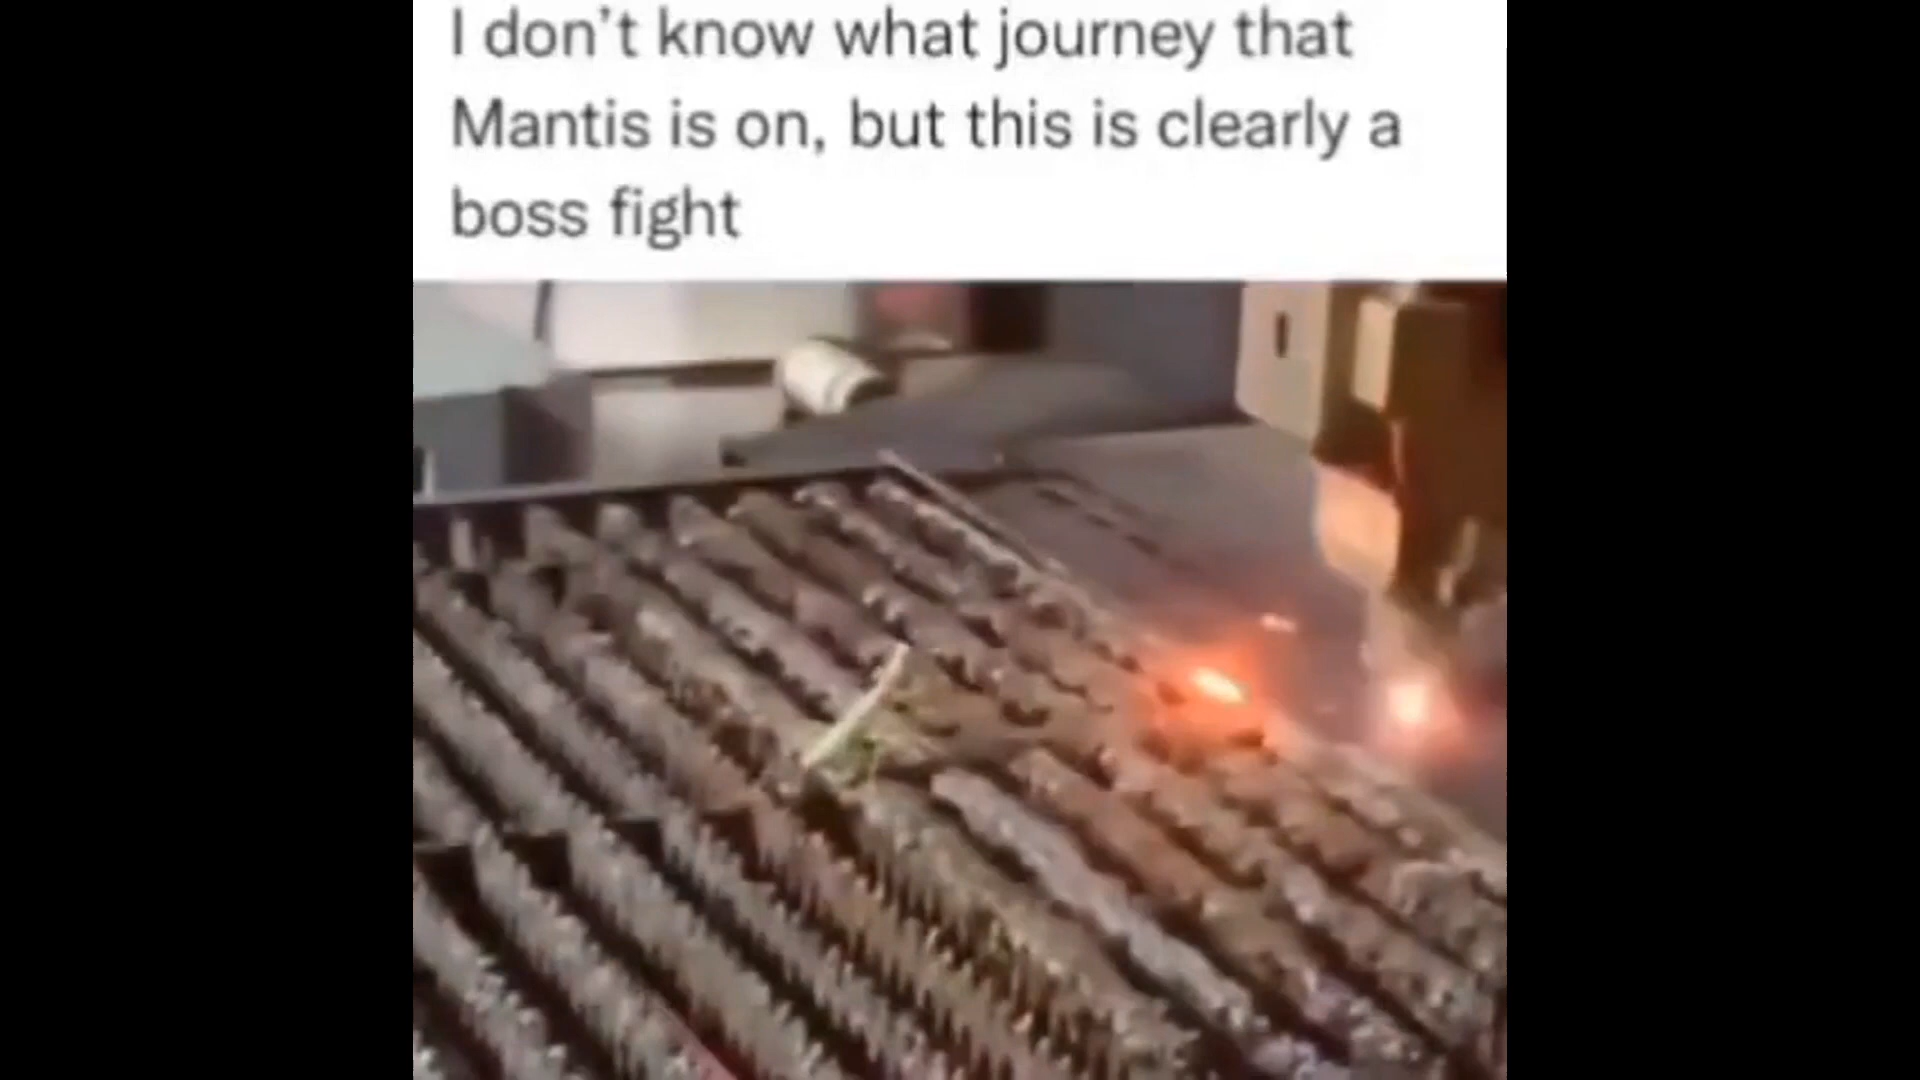 I don't know what journey that
Mantis is on, but this is clearly a
boss fight